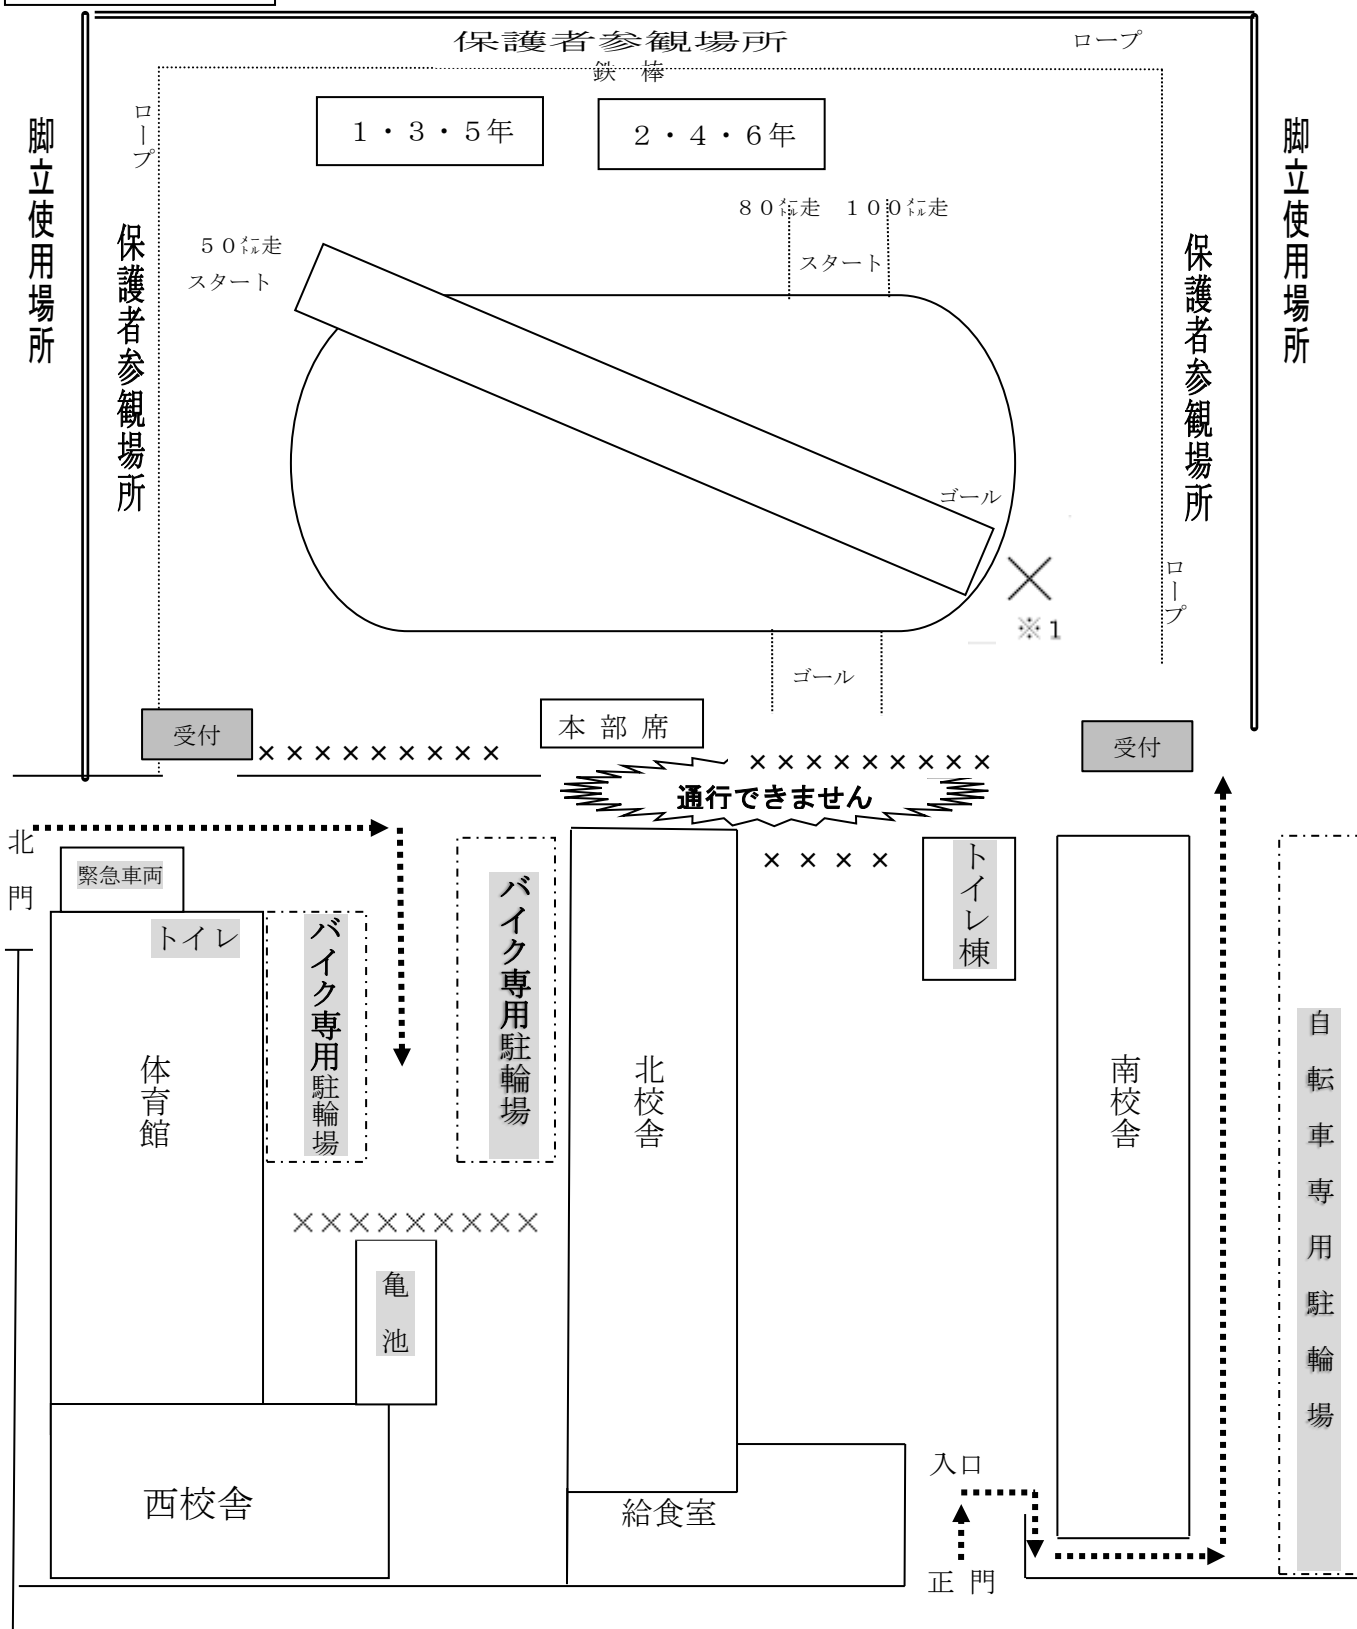 保護者参観場所
ロープ
鉄 棒
ロープ
1・3・5年
2・4・6年
脚立使用場所
脚立使用場所
保護者参観場所
保護者参観場所
80メートル走 100メートル走
スタート
50メートル走
スタート
ゴール
ロープ
※1
ゴール
受付
××××××××× 
本 部 席
×××××××××
受付
通行できません
北門
緊急車両
××××
トイレ棟
トイレ
バイク専用駐輪場
バイク専用駐輪場
体育館
北校舎
南校舎
自転車専用駐輪場
×××××××××
亀池
西校舎
給食室
入口
正 門